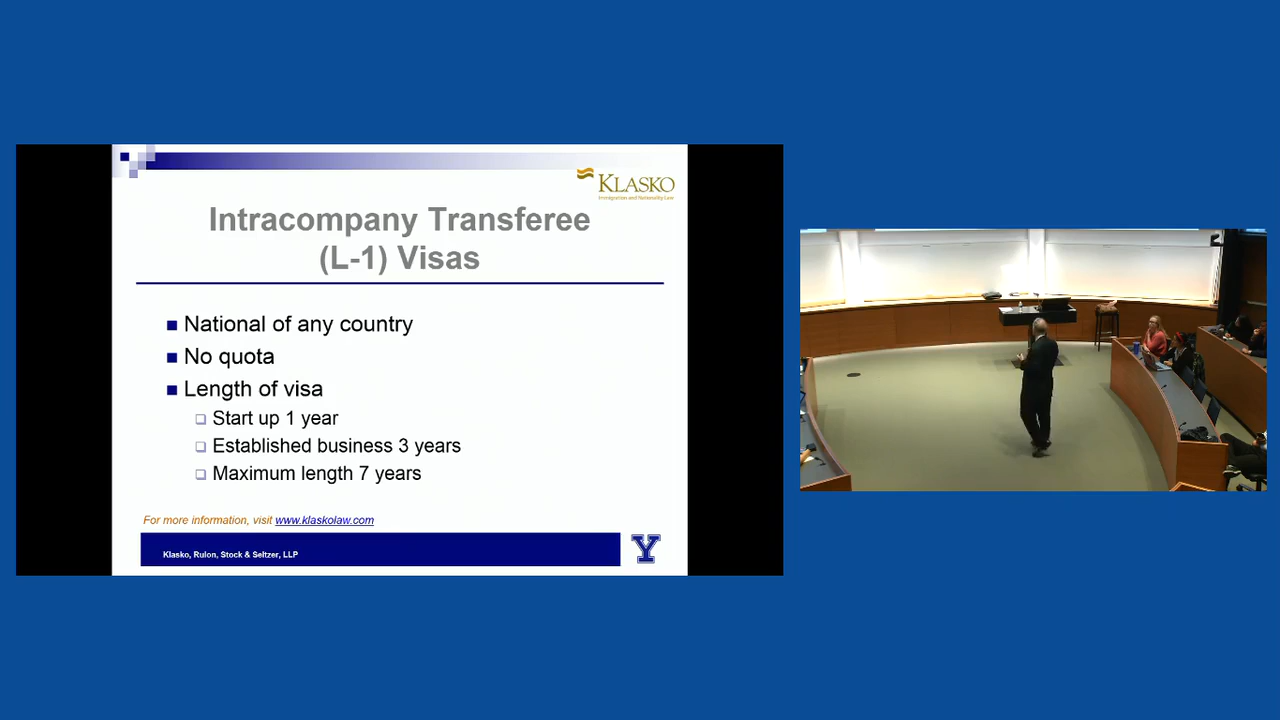 KLASKO
Immigration and Nationality Law
Intracompany Transferee
(L-1) Visas
National of any country
No quota
Length of visa
Start up 1 year
Established business 3 years
Maximum length 7 years
For more information, visit www.klaskolaw.com
Klasko, Rulon, Stock & Seltzer, LLP
Y